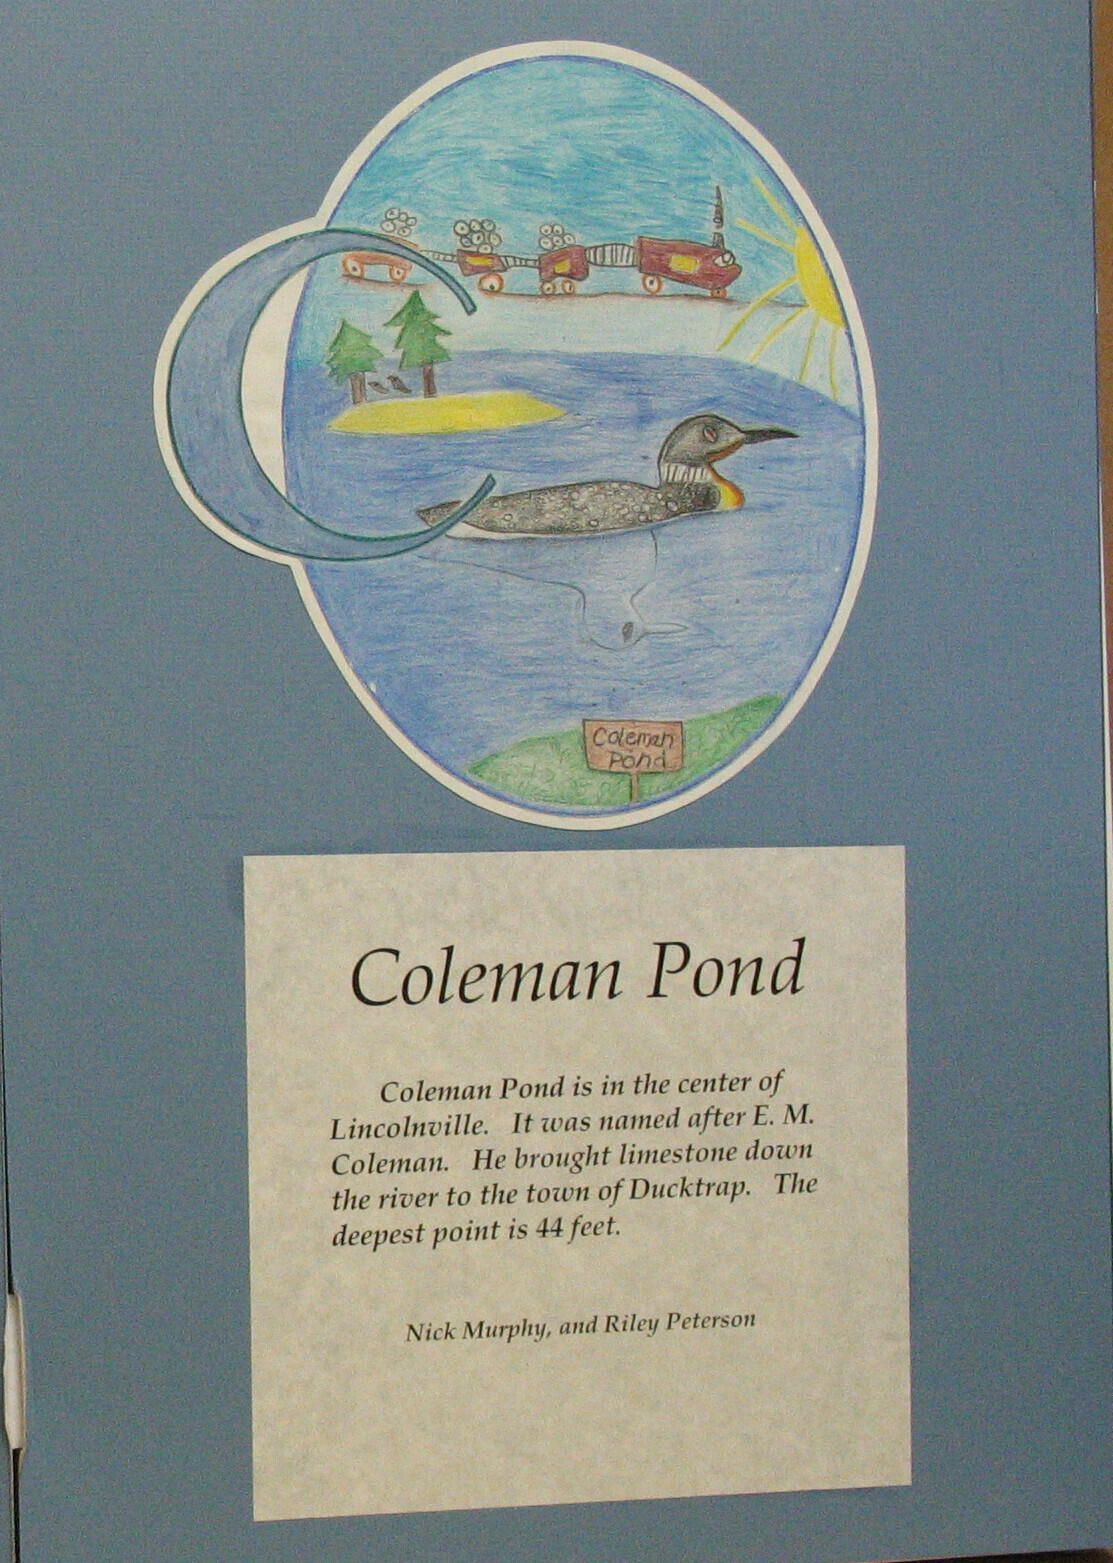 C
Coleman
Pond
Coleman Pond
Coleman Pond is in the center of
Lincolnville. It was named after E. M.
Coleman. He brought limestone down
the river to the town of Ducktrap. The
deepest point is 44 feet.
Nick Murphy, and Riley Peterson